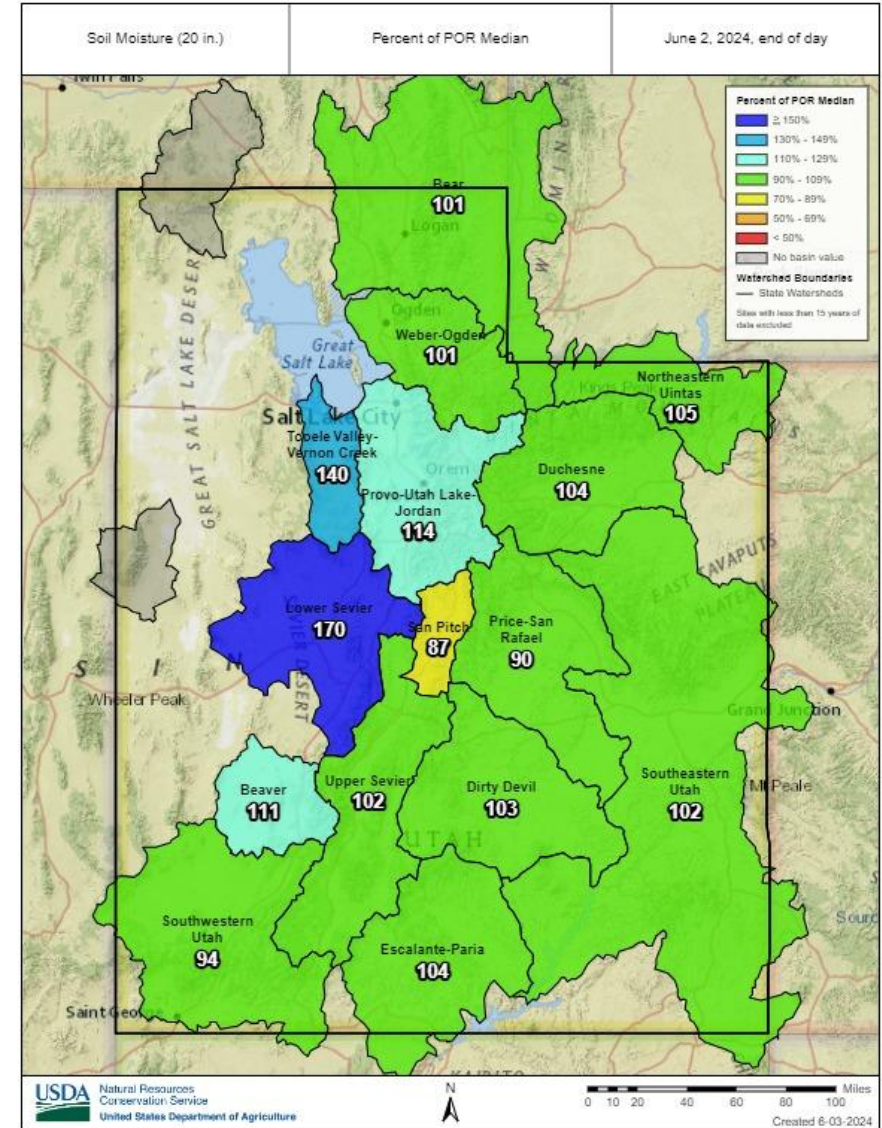 Soil Moisture (20 in.)
Percent of POR Median
June 2, 2024, end of day
Twin Falls
Percent of POR Median
≥ 150%
130% - 149%
110% - 129%
90% - 109%
70% - 89%
50% - 69%
< 50%
No basin value
Watershed Boundaries
State Watersheds
Sites with less than 15 years of
data excluded
Bear
101
Logan
GREAT SALT LAKE DESER
Ogden
Weber-Ogden
101
Great
Salt Lake
Northeastern
Uintas
105
Salt Lake City
Tooele Valley-
Vernon Creek
140
Orem
Provo-Utah Lake-
Jordan
114
Duchesne
104
EAST TAVAPUTS
PLATEAU
Lower Sevier
170
SEVIER DESERT
San Pitch
87
Price-San
Rafael
90
S I N
Wheeler Peak
Grand Junction
Beaver
111
Upper Sevier
102
Dirty Devil
103
Southeastern
Utah
102
Mt Peale
UTAH
Southwestern
Utah
94
Escalante-Paria
104
Saint George
USDA
Natural Resources
Conservation Service
United States Department of Agriculture
N
Miles
0 10 20 40 60 80 100
Created 6-03-2024